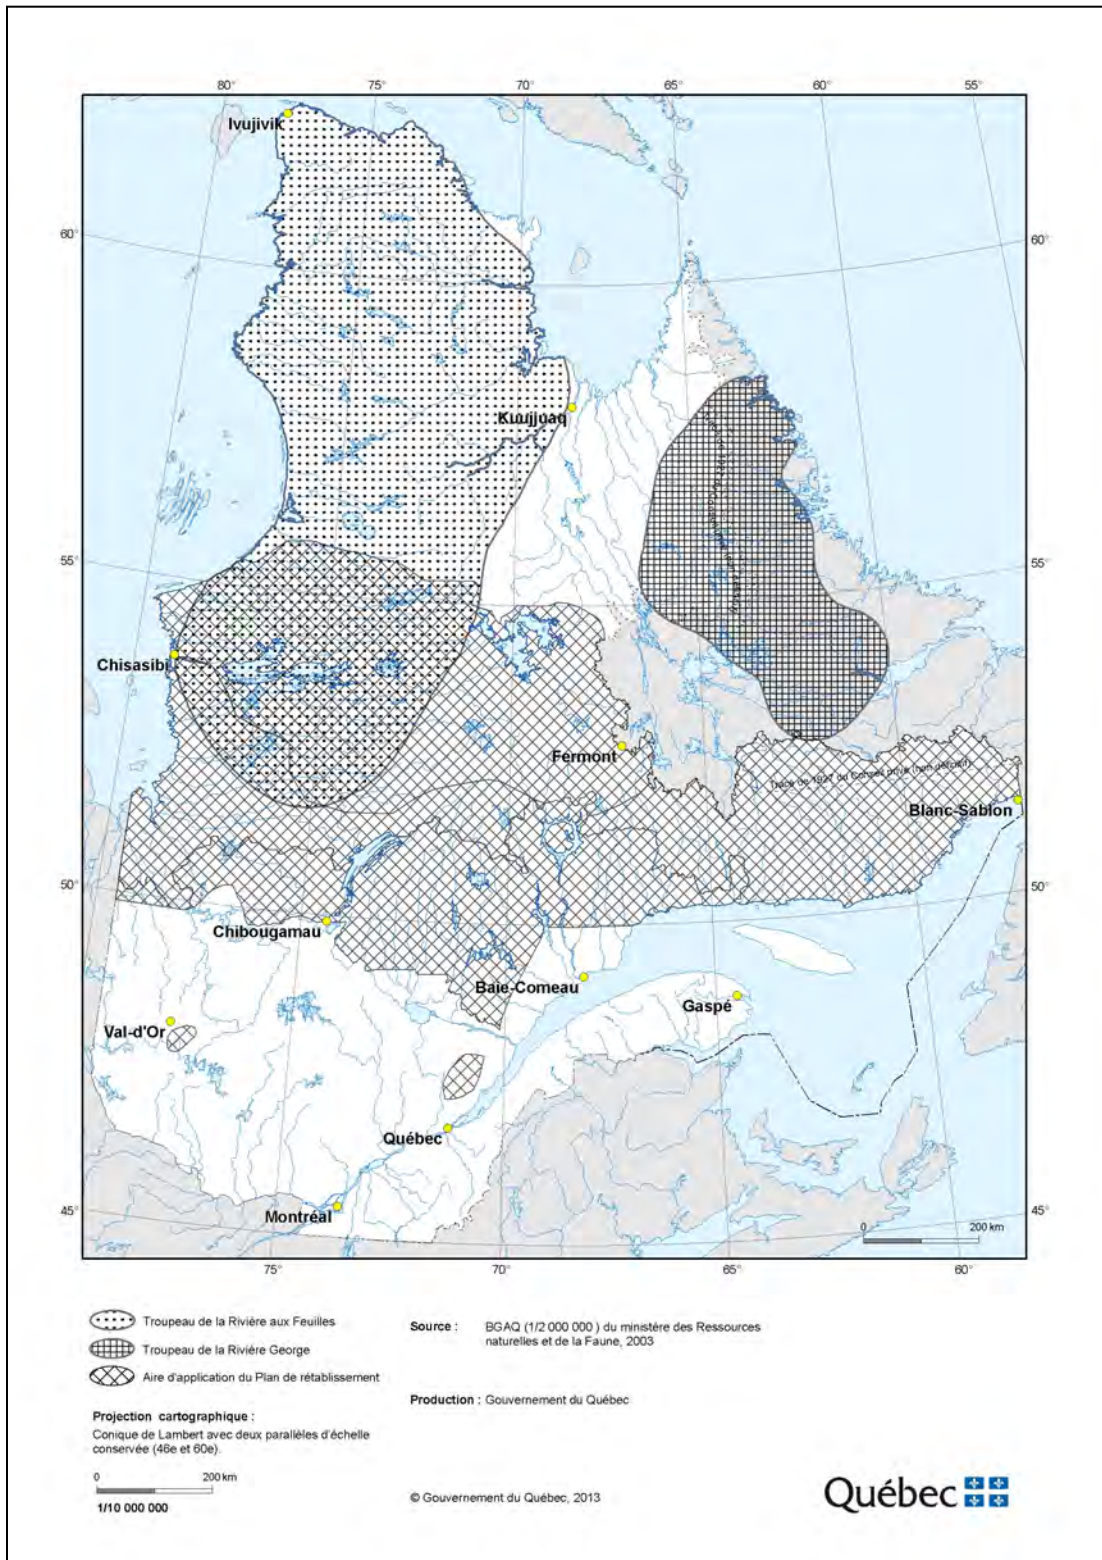 80° 75° 70° 65° 60° 55°
Ivujivik
60° 60°
Kuujjuaq
55° 55°
Chisasibi
Fermont
Tracé de 1927 du Conseil privé (non définitif)
Blanc-Sablon
50° 50°
Chibougamau
Baie-Comeau
Gaspé
Val-d'Or
Québec
Montréal
45° 45°
0 200 km
75° 70° 65° 60°
Troupeau de la Rivière aux Feuilles
Troupeau de la Rivière George
Aire d'application du Plan de rétablissement
Projection cartographique :
Conique de Lambert avec deux parallèles d'échelle
conservée (46e et 60e).
0 200 km
1/10 000 000
Source : BGAQ (1/2 000 000 ) du ministère des Ressources
naturelles et de la Faune, 2003
Production : Gouvernement du Québec
© Gouvernement du Québec, 2013
Québec